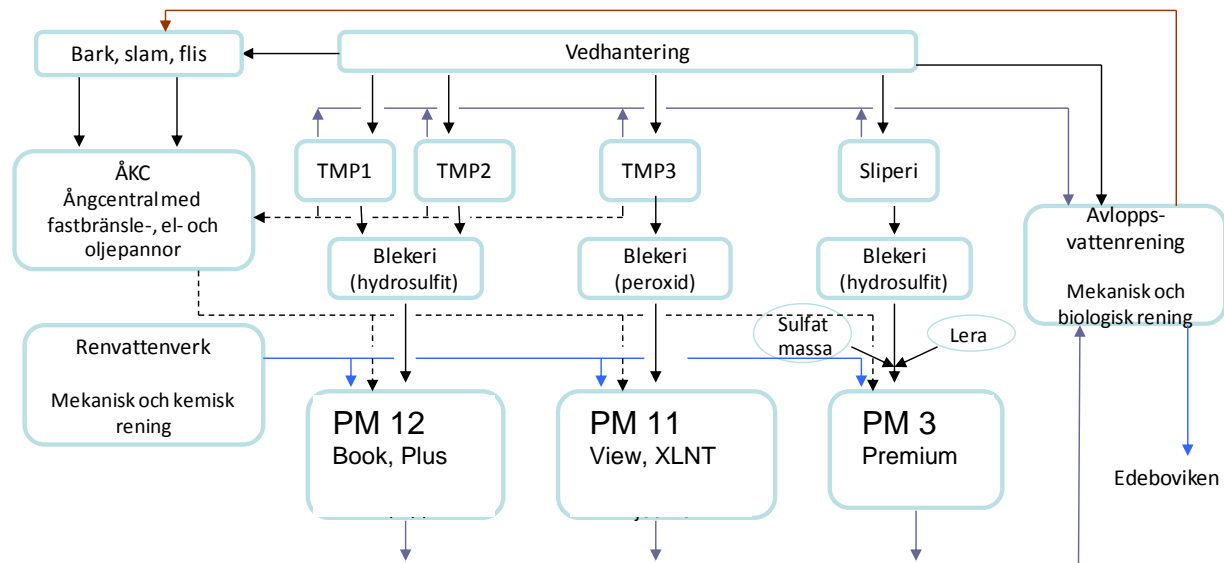 Bark, slam, flis
Vedhantering
ÅKC
Ångcentral med
fastbränsle-, el- och
oljepannor
TMP1
TMP2
TMP3
Sliperi
Avlopps-
vattenrening
Mekanisk och
biologisk rening
Blekeri
(hydrosulfit)
Blekeri
(peroxid)
Blekeri
(hydrosulfit)
Sulfat
massa
Lera
Renvattenverk
Mekanisk och kemisk
rening
PM 12
Book, Plus
PM 11
View, XLNT
PM 3
Premium
Edeboviken